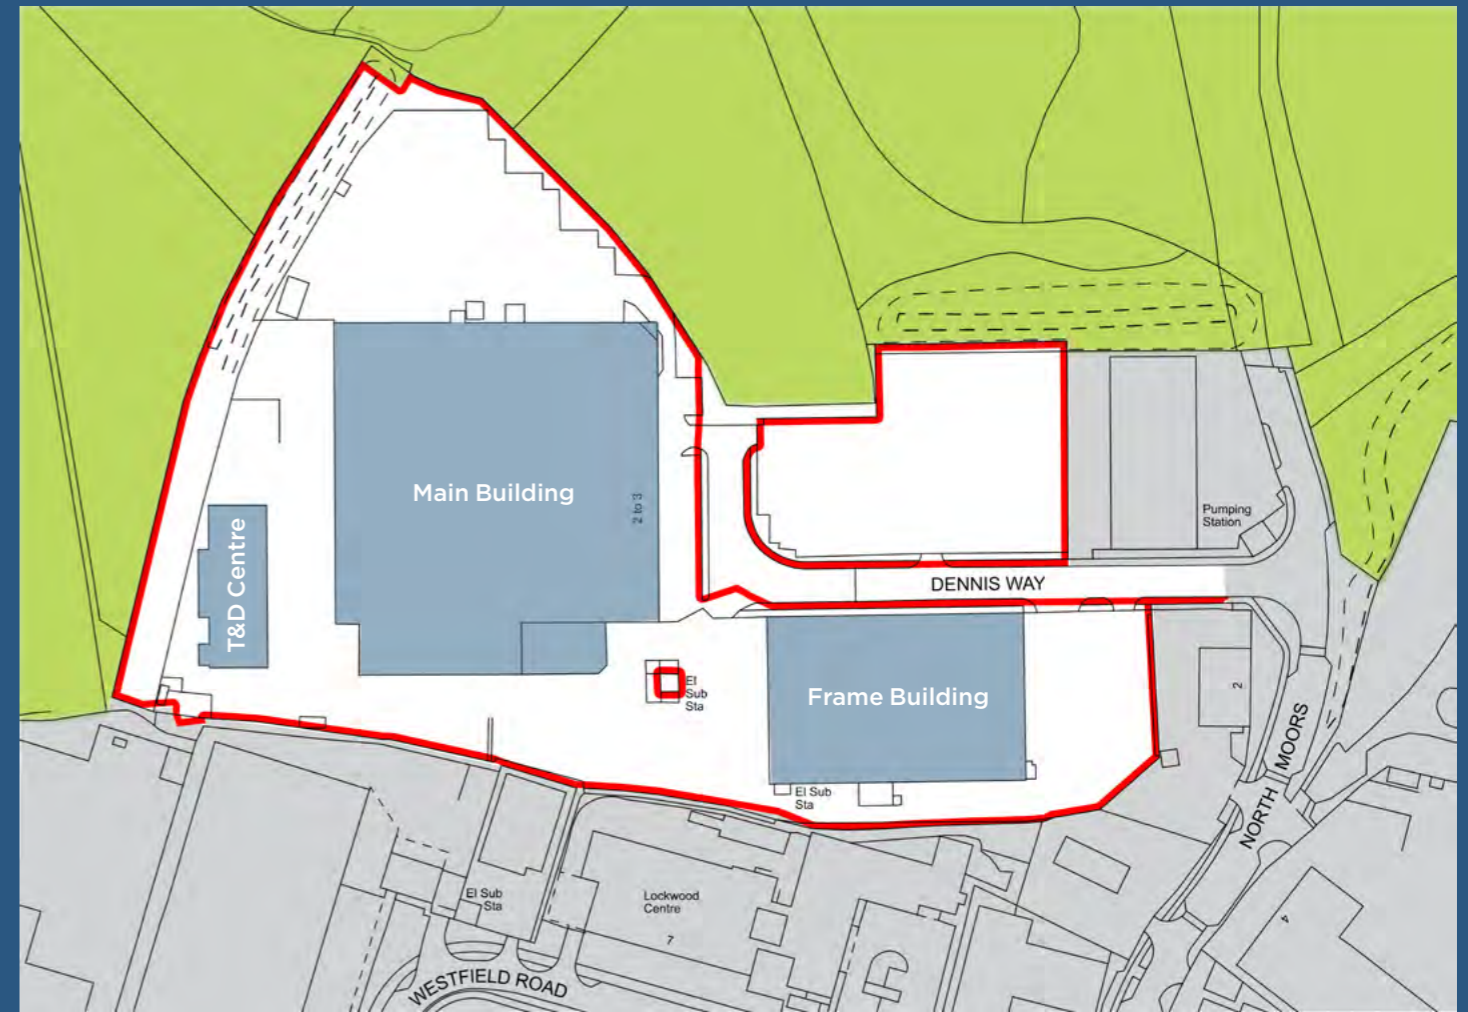 Main Building
2 to 3
T&D Centre
Pumping
Station
DENNIS WAY
El
Sub
Sta
Frame Building
2
El Sub
Sta
NORTH MOORS
El Sub
Sta
Lockwood
Centre
7
4
WESTFIELD ROAD